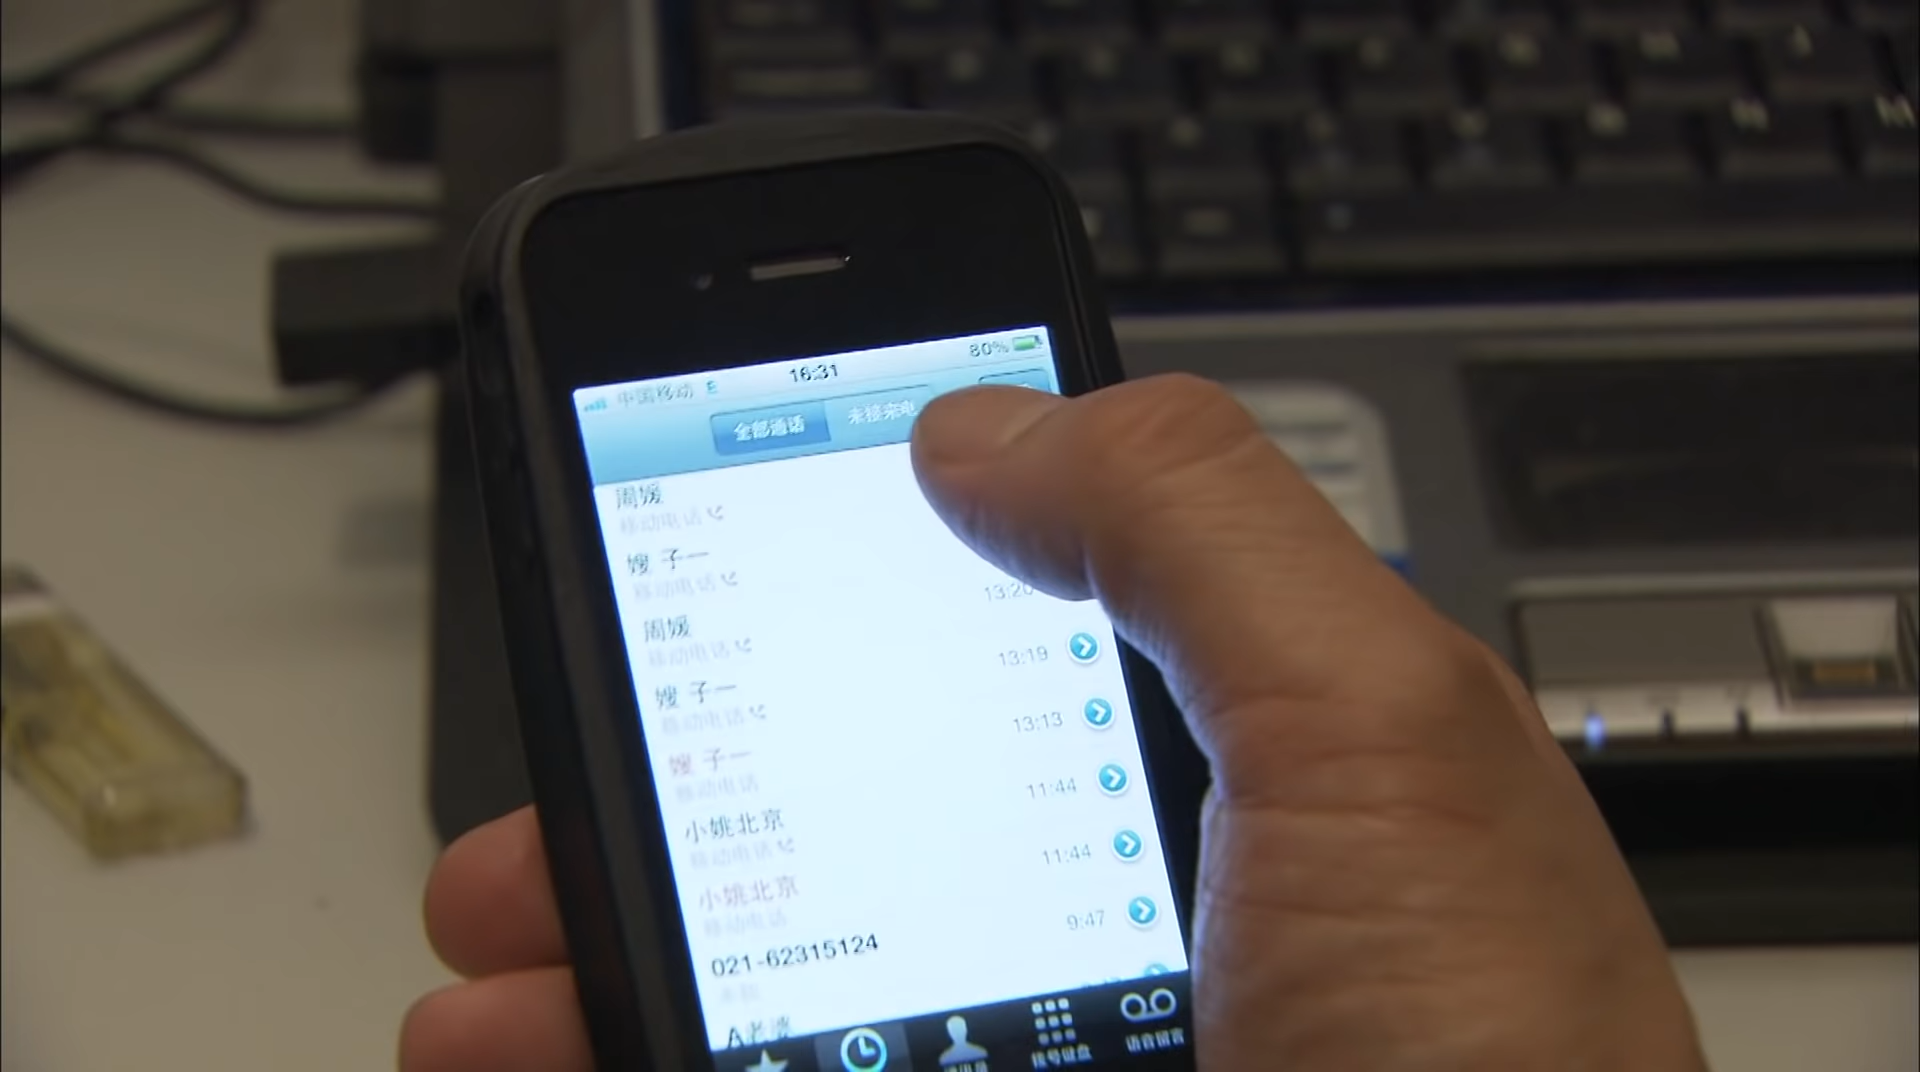 中国移动 E 16:31 80%
全部通话 未接来电
周媛
移动电话
嫂 子一
移动电话 13:20
周媛
移动电话 13:19
嫂 子一
移动电话 13:13
嫂 子一
移动电话 11:44
小姚北京
移动电话 11:44
小姚北京
移动电话 9:47
021-62315124
A老婆
拨号键盘 语音留言
N M